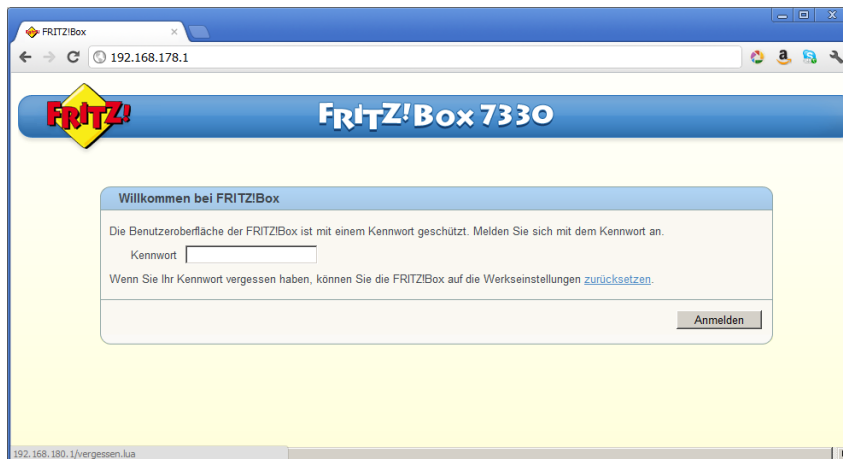 FRITZ!Box
192.168.178.1
FRITZ!
FRITZ!Box 7330
Willkommen bei FRITZ!Box
Die Benutzeroberfläche der FRITZ!Box ist mit einem Kennwort geschützt. Melden Sie sich mit dem Kennwort an.
Kennwort
Wenn Sie Ihr Kennwort vergessen haben, können Sie die FRITZ!Box auf die Werkseinstellungen zurücksetzen.
Anmelden
192.168.180.1/vergessen.lua